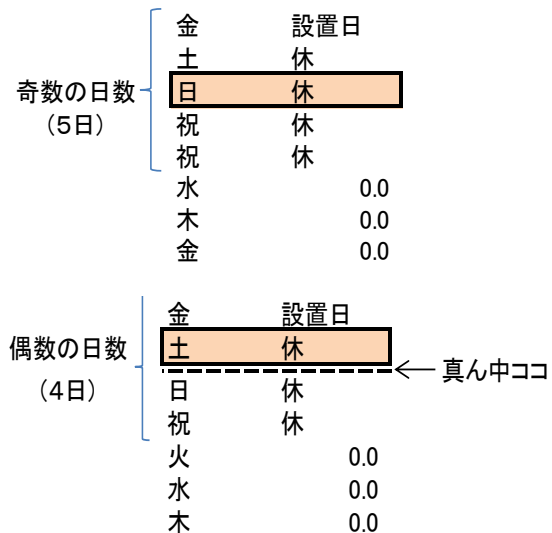 金 設置日
土 休
奇数の日数 日 休
（5日） 祝 休
祝 休
水 0.0
木 0.0
金 0.0
金 設置日
偶数の日数 土 休
真ん中ココ
（4日） 日 休
祝 休
火 0.0
水 0.0
木 0.0